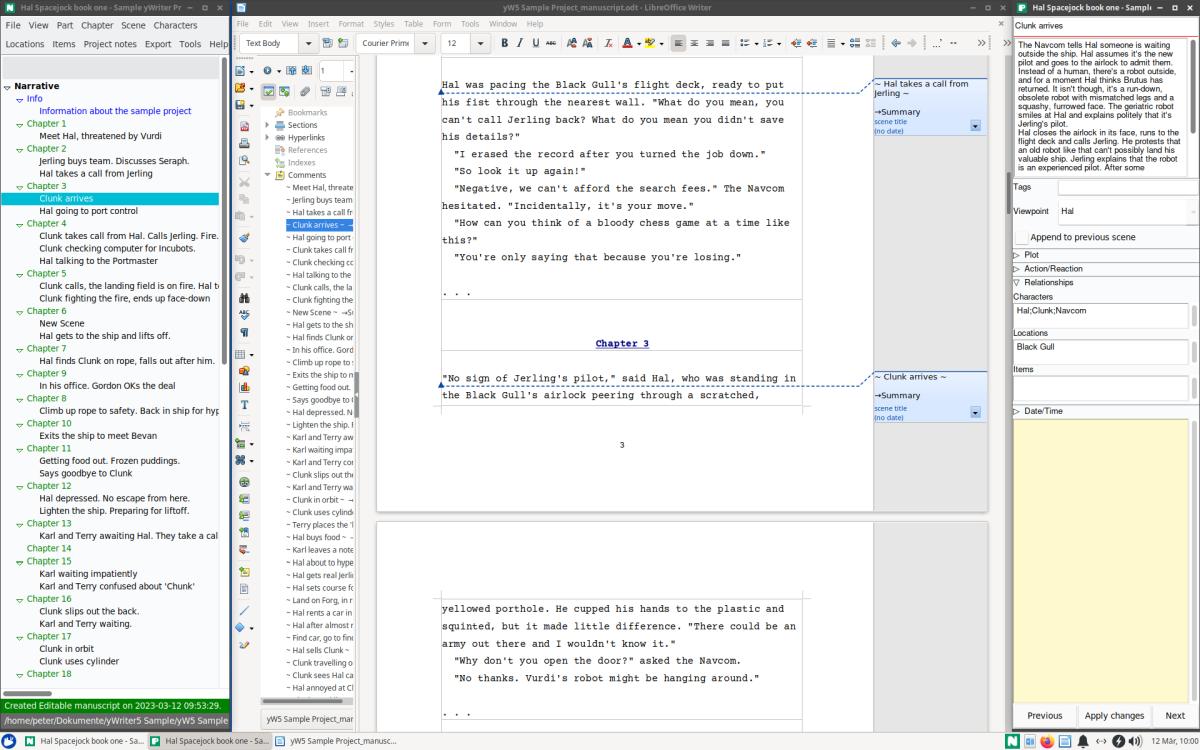 Hal Spacejock book one - Sample yWriter Pr
File View Part Chapter Scene Characters
Locations Items Project notes Export Tools Help
Narrative
Info
Information about the sample project
Chapter 1
Meet Hal, threatened by Vurdi
Chapter 2
Jerling buys team. Discusses Seraph.
Hal takes a call from Jerling
Chapter 3
Clunk arrives
Hal going to port control
Chapter 4
Clunk takes call from Hal. Calls Jerling. Fire.
Clunk checking computer for Incubots.
Hal talking to the Portmaster
Chapter 5
Clunk calls, the landing field is on fire. Hal t
Clunk fighting the fire, ends up face-down
Chapter 6
New Scene
Hal gets to the ship and lifts off.
Chapter 7
Hal finds Clunk on rope, falls out after him.
Chapter 9
In his office. Gordon OKs the deal
Chapter 8
Climb up rope to safety. Back in ship for hyp
Chapter 10
Exits the ship to meet Bevan
Chapter 11
Getting food out. Frozen puddings.
Says goodbye to Clunk
Chapter 12
Hal depressed. No escape from here.
Lighten the ship. Preparing for liftoff.
Chapter 13
Karl and Terry awaiting Hal. They take a cal
Chapter 14
Chapter 15
Karl waiting impatiently
Karl and Terry confused about 'Chunk'
Chapter 16
Clunk slips out the back.
Karl and Terry waiting.
Chapter 17
Clunk in orbit
Clunk uses cylinder
Chapter 18
Created Editable manuscript on 2023-03-12 09:53:29.
/home/peter/Dokumente/yWriter5 Sample/yW5 Sample
yW5 Sample Project_manuscript.odt - LibreOffice Writer
File Edit View Insert Format Styles Table Form Tools Window Help
Text Body
Courier Prime
12
B I U ABC
1
Bookmarks
Sections
Hyperlinks
References
Indexes
Comments
~ Meet Hal, threate
~ Jerling buys team
~ Hal takes a call fr
~ Clunk arrives ~ →
~ Hal going to port
~ Clunk takes call fr
~ Clunk checking co
~ Hal talking to the
~ Clunk calls, the la
~ Clunk fighting the
~ New Scene ~ →Su
~ Hal gets to the sh
~ Hal finds Clunk or
~ In his office. Gord
~ Climb up rope to s
~ Exits the ship to m
~ Getting food out.
~ Says goodbye to C
~ Hal depressed. N
~ Lighten the ship. P
~ Karl and Terry aw
~ Karl waiting impa
~ Karl and Terry cor
~ Clunk slips out the
~ Karl and Terry wa
~ Clunk in orbit ~ →
~ Clunk uses cylinde
~ Terry places the '
~ Hal buys food ~
~ Karl leaves a note
~ Hal about to hype
~ Hal gets real Jerli
~ Hal sets course fo
~ Land on Forg, in r
~ Hal rents a car in
~ Hal after almost r
~ Find car, go to find
~ Hal sells Clunk ~
~ Clunk travelling o
~ Clunk sees Hal ca
~ Hal annoyed at Cl
yW5 Sample Project_mar
Hal was pacing the Black Gull's flight deck, ready to put
his fist through the nearest wall. "What do you mean, you
can't call Jerling back? What do you mean you didn't save
his details?"
"I erased the record after you turned the job down."
"So look it up again!"
"Negative, we can't afford the search fees." The Navcom
hesitated. "Incidentally, it's your move."
"How can you think of a bloody chess game at a time like
this?"
"You're only saying that because you're losing."
. . .
Chapter 3
"No sign of Jerling's pilot," said Hal, who was standing in
the Black Gull's airlock peering through a scratched,
3
yellowed porthole. He cupped his hands to the plastic and
squinted, but it made little difference. "There could be an
army out there and I wouldn't know it."
"Why don't you open the door?" asked the Navcom.
"No thanks. Vurdi's robot might be hanging around."
. . .
~ Hal takes a call from
Jerling ~
→Summary
scene title
(no date)
~ Clunk arrives ~
→Summary
scene title
(no date)
Hal Spacejock book one - Sampl
Clunk arrives
The Navcom tells Hal someone is waiting
outside the ship. Hal assumes it's the new
pilot and goes to the airlock to admit them.
Instead of a human, there's a robot outside,
and for a moment Hal thinks Brutus has
returned. It isn't though, it's a run-down,
obsolete robot with mismatched legs and a
squashy, furrowed face. The geriatric robot
smiles at Hal and explains politely that it's
Jerling's pilot.
Hal closes the airlock in its face, runs to the
flight deck and calls Jerling. He protests that
an old robot like that can't possibly land his
valuable ship. Jerling explains that the robot
is an experienced pilot. After some
Tags
Viewpoint Hal
Append to previous scene
Plot
Action/Reaction
Relationships
Characters
Hal;Clunk;Navcom
Locations
Black Gull
Items
Date/Time
Previous Apply changes Next
Hal Spacejock book one - Sa...
Hal Spacejock book one - Sa...
yW5 Sample Project_manusc...
12 Mär, 10:00